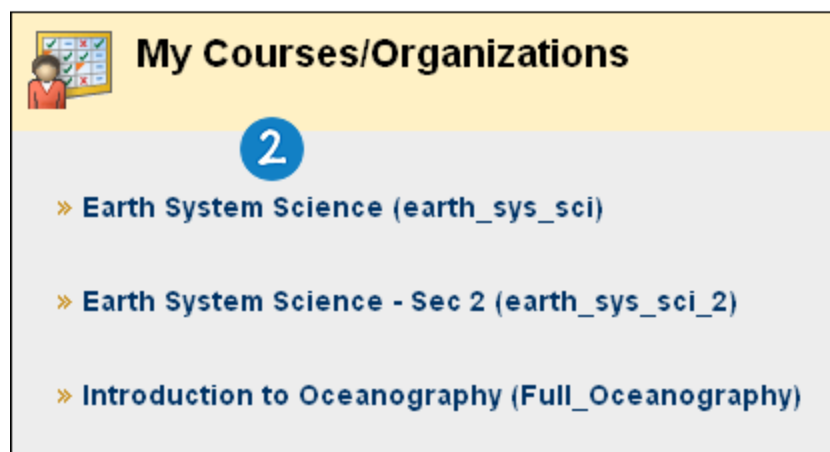 My Courses/Organizations
2
» Earth System Science (earth_sys_sci)
» Earth System Science - Sec 2 (earth_sys_sci_2)
» Introduction to Oceanography (Full_Oceanography)